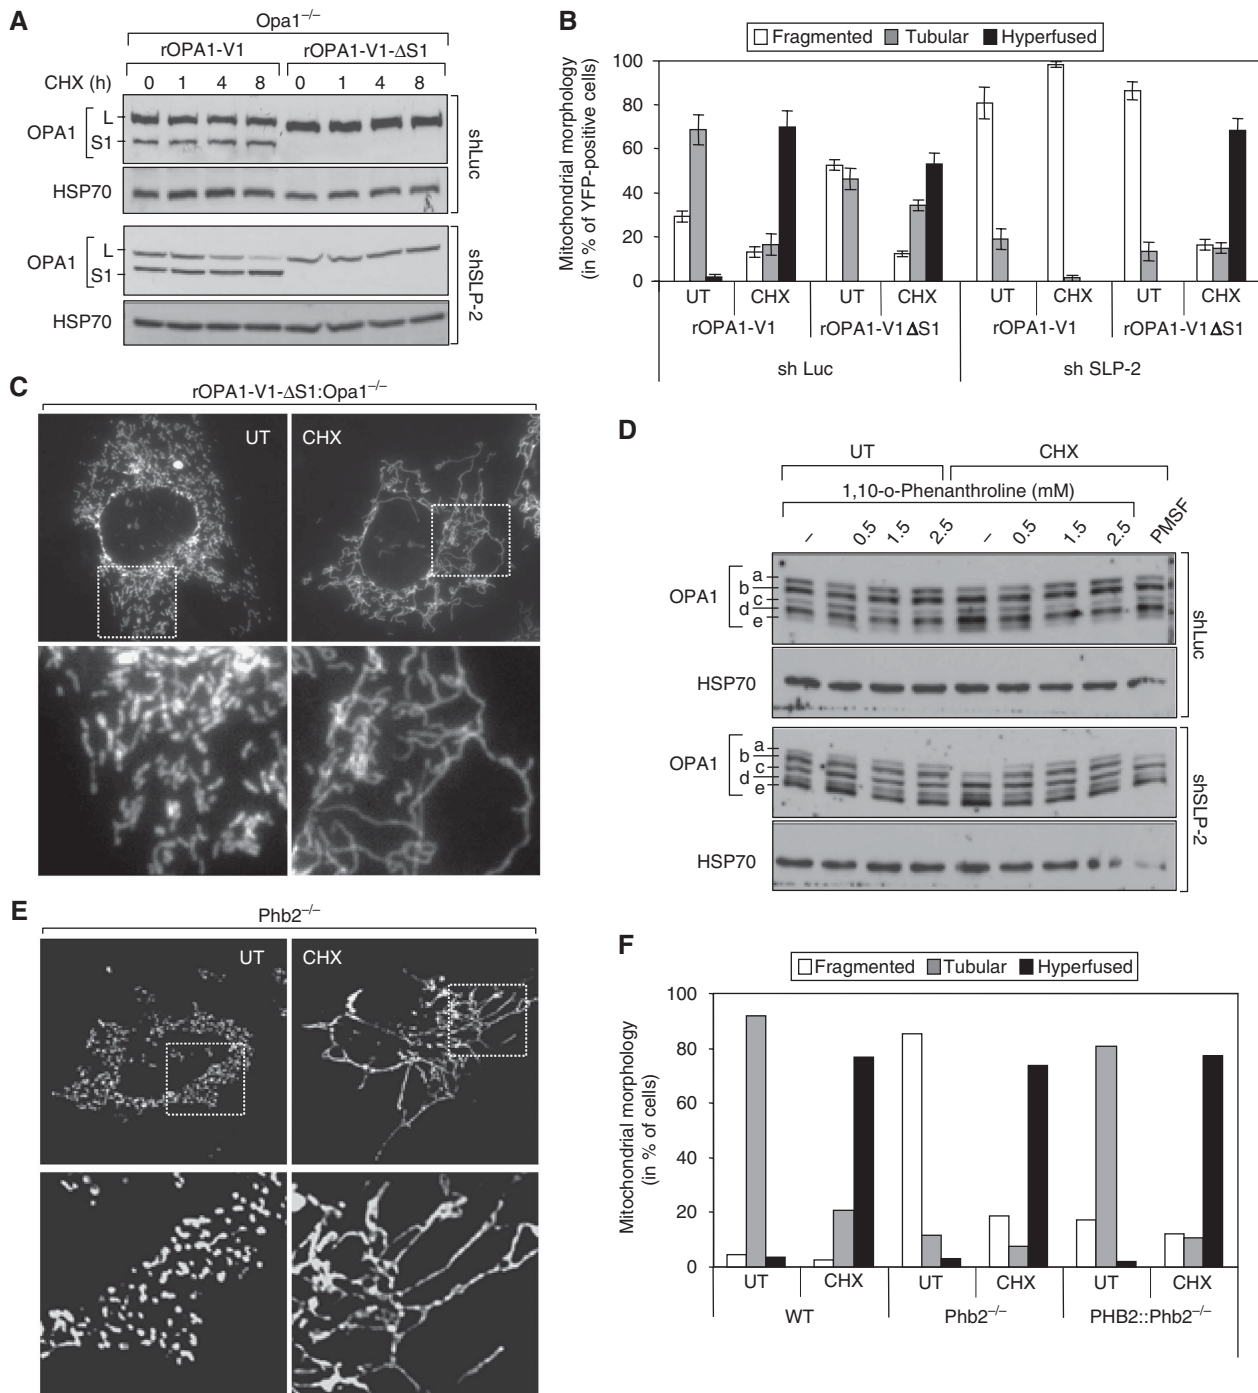 A
Opa1–/–
rOPA1-V1 rOPA1-V1-ΔS1
CHX (h) 0 1 4 8 0 1 4 8
OPA1 L S1
shLuc
HSP70
OPA1 L S1
shSLP-2
HSP70
B
Fragmented Tubular Hyperfused
Mitochondrial morphology
(in % of YFP-positive cells)
100
80
60
40
20
0
UT CHX UT CHX UT CHX UT CHX
rOPA1-V1 rOPA1-V1ΔS1 rOPA1-V1 rOPA1-V1ΔS1
sh Luc sh SLP-2
C
rOPA1-V1-ΔS1:Opa1–/–
UT CHX
D
UT CHX
1,10-o-Phenanthroline (mM)
– 0.5 1.5 2.5 – 0.5 1.5 2.5 PMSF
OPA1 a b c d e
shLuc
HSP70
OPA1 a b c d e
shSLP-2
HSP70
E
Phb2–/–
UT CHX
F
Fragmented Tubular Hyperfused
Mitochondrial morphology
(in % of cells)
100
80
60
40
20
0
UT CHX UT CHX UT CHX
WT Phb2–/– PHB2::Phb2–/–